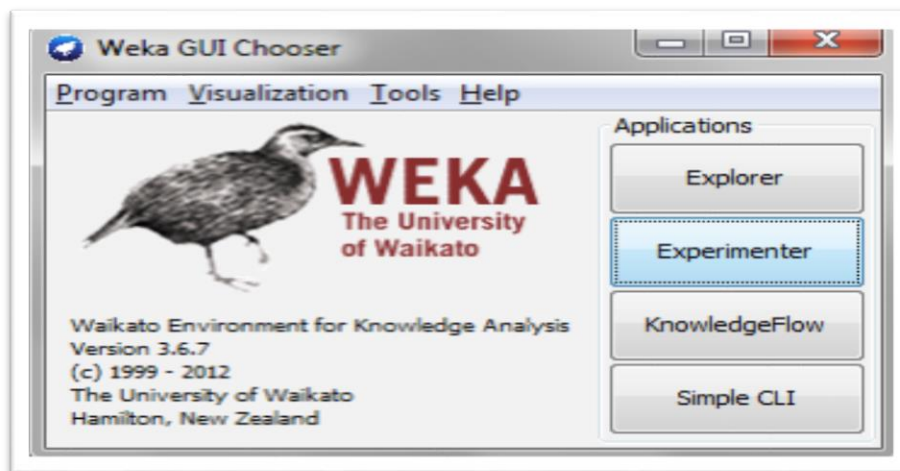 Weka GUI Chooser
Program Visualization Tools Help
WEKA
The University
of Waikato
Waikato Environment for Knowledge Analysis
Version 3.6.7
(c) 1999 - 2012
The University of Waikato
Hamilton, New Zealand
Applications
Explorer
Experimenter
KnowledgeFlow
Simple CLI